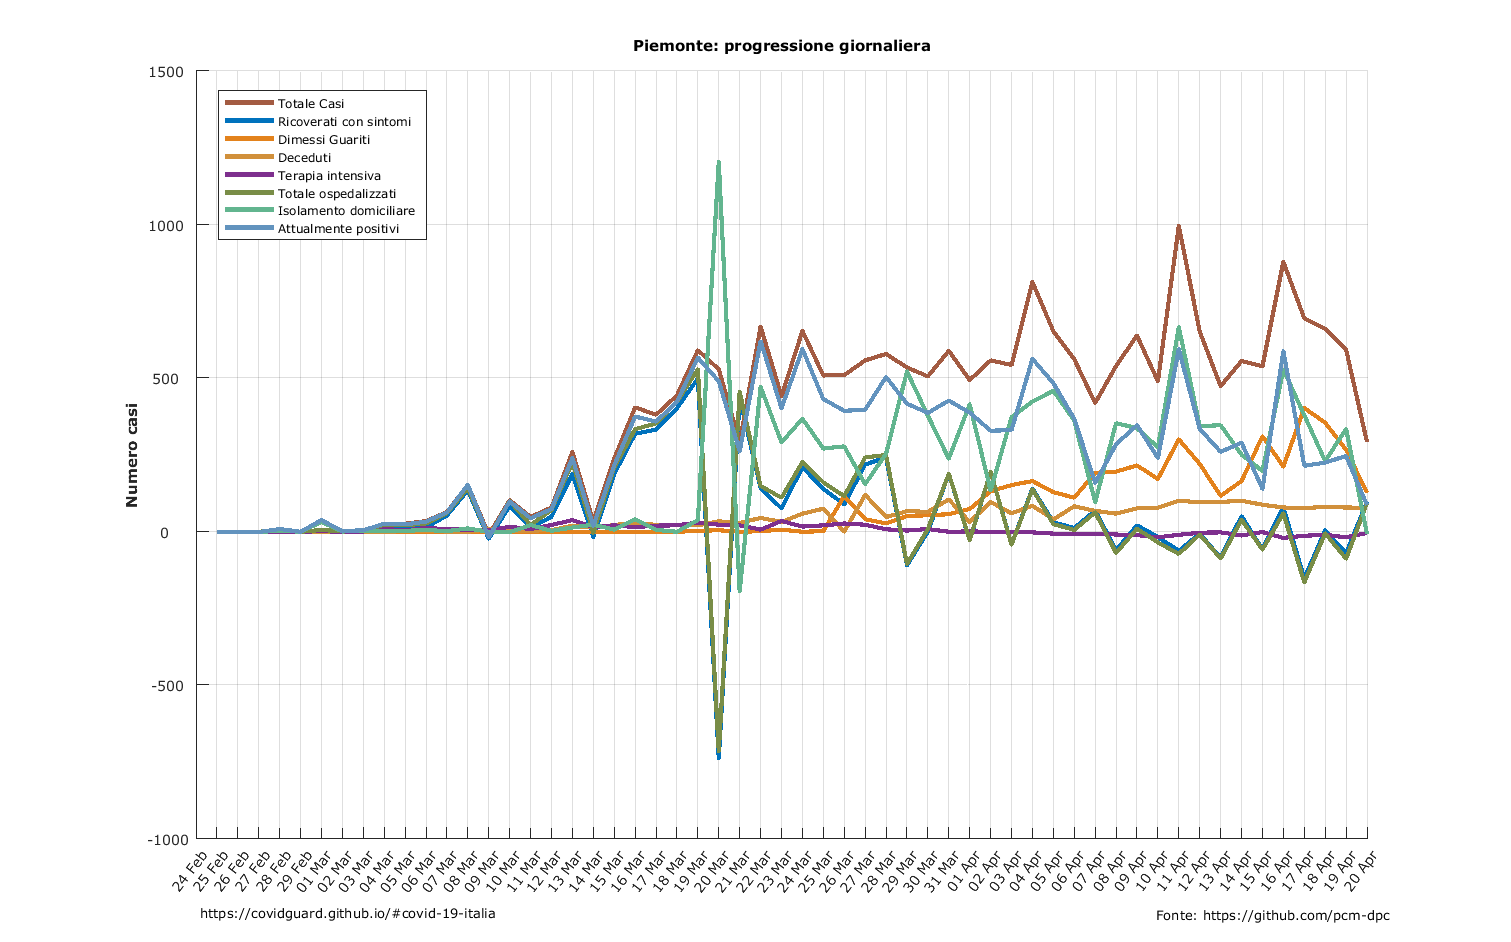 Piemonte: progressione giornaliera
Numero casi
1500
1000
500
0
-500
-1000
Totale Casi
Ricoverati con sintomi
Dimessi Guariti
Deceduti
Terapia intensiva
Totale ospedalizzati
Isolamento domiciliare
Attualmente positivi
24 Feb
25 Feb
26 Feb
27 Feb
28 Feb
29 Feb
01 Mar
02 Mar
03 Mar
04 Mar
05 Mar
06 Mar
07 Mar
08 Mar
09 Mar
10 Mar
11 Mar
12 Mar
13 Mar
14 Mar
15 Mar
16 Mar
17 Mar
18 Mar
19 Mar
20 Mar
21 Mar
22 Mar
23 Mar
24 Mar
25 Mar
26 Mar
27 Mar
28 Mar
29 Mar
30 Mar
31 Mar
01 Apr
02 Apr
03 Apr
04 Apr
05 Apr
06 Apr
07 Apr
08 Apr
09 Apr
10 Apr
11 Apr
12 Apr
13 Apr
14 Apr
15 Apr
16 Apr
17 Apr
18 Apr
19 Apr
20 Apr
https://covidguard.github.io/#covid-19-italia
Fonte: https://github.com/pcm-dpc